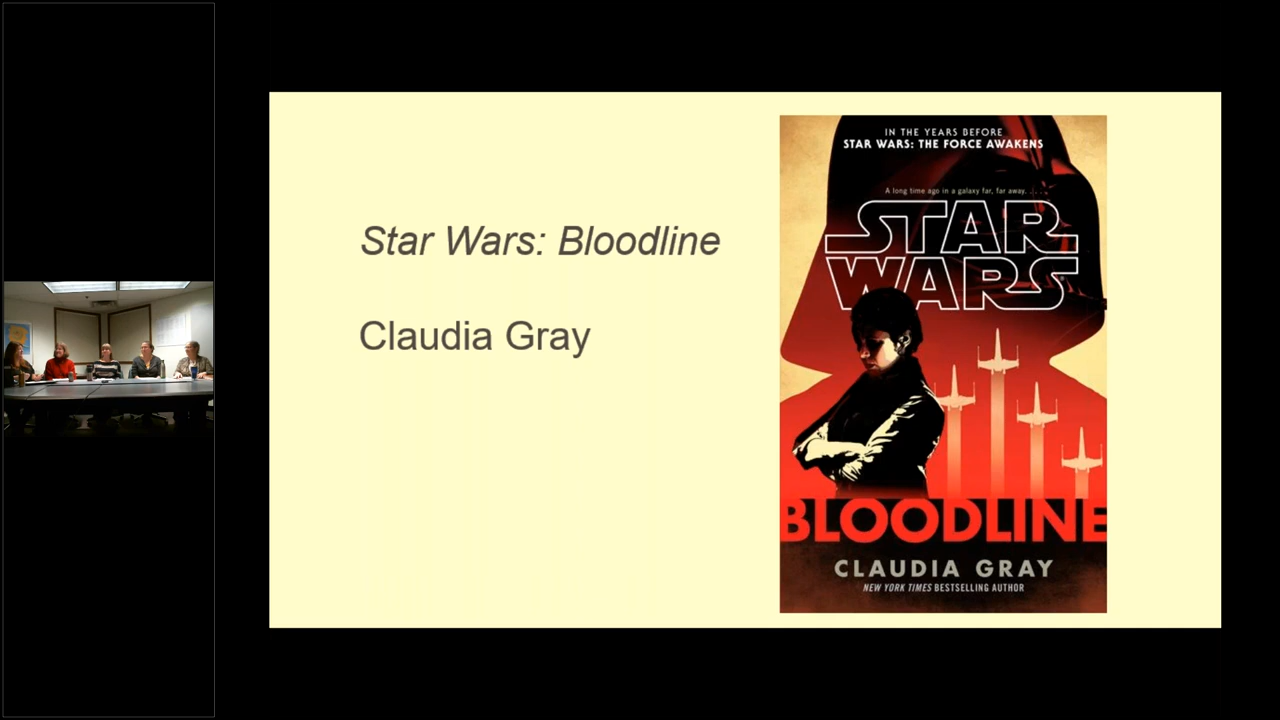 Star Wars: Bloodline
Claudia Gray
IN THE YEARS BEFORE
STAR WARS: THE FORCE AWAKENS
A long time ago in a galaxy far, far away. . . .
STAR
WARS
BLOODLINE
CLAUDIA GRAY
NEW YORK TIMES BESTSELLING AUTHOR